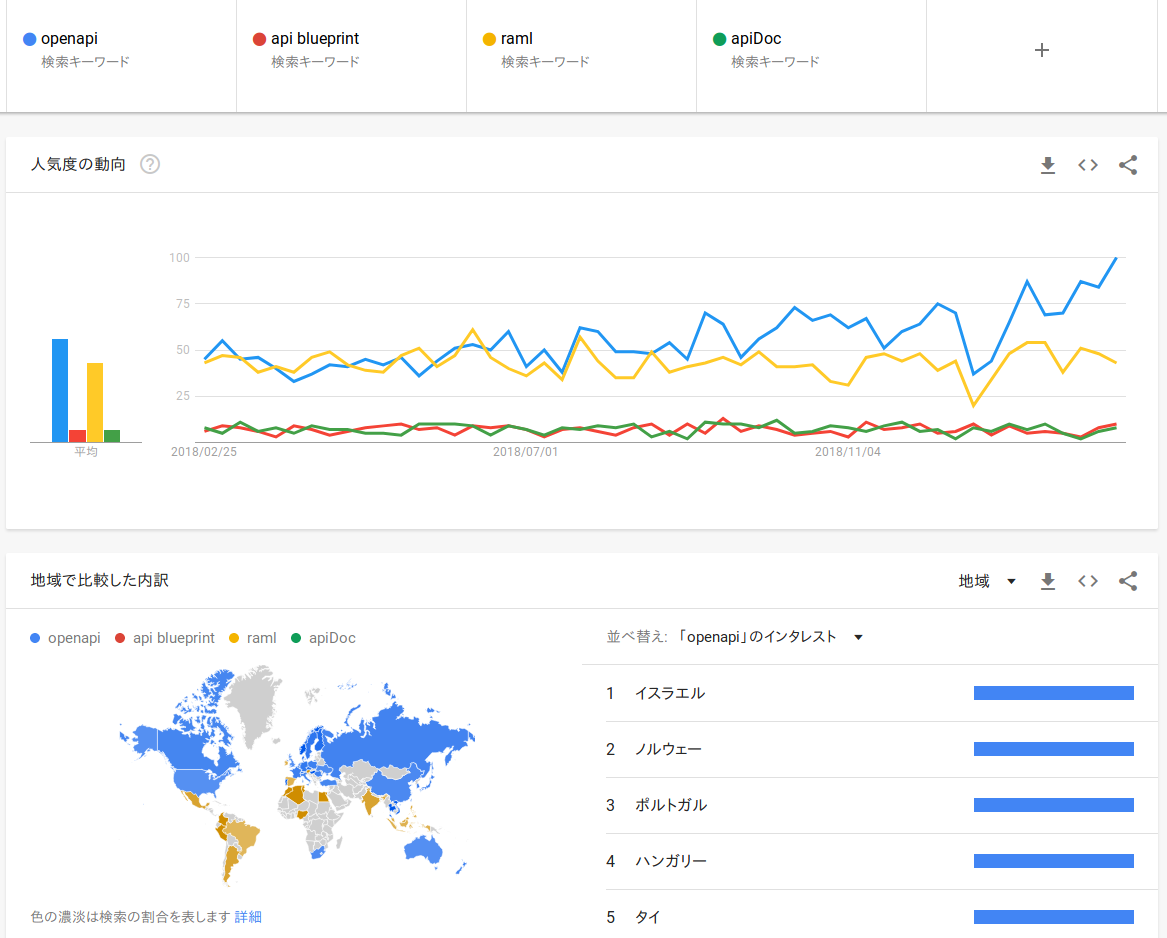 openapi
検索キーワード
api blueprint
検索キーワード
raml
検索キーワード
apiDoc
検索キーワード
人気度の動向
100
75
50
25
平均
2018/02/25
2018/07/01
2018/11/04
地域で比較した内訳
地域
openapi api blueprint raml apiDoc
並べ替え: 「openapi」のインタレスト
1 イスラエル
2 ノルウェー
3 ポルトガル
4 ハンガリー
5 タイ
色の濃淡は検索の割合を表します 詳細